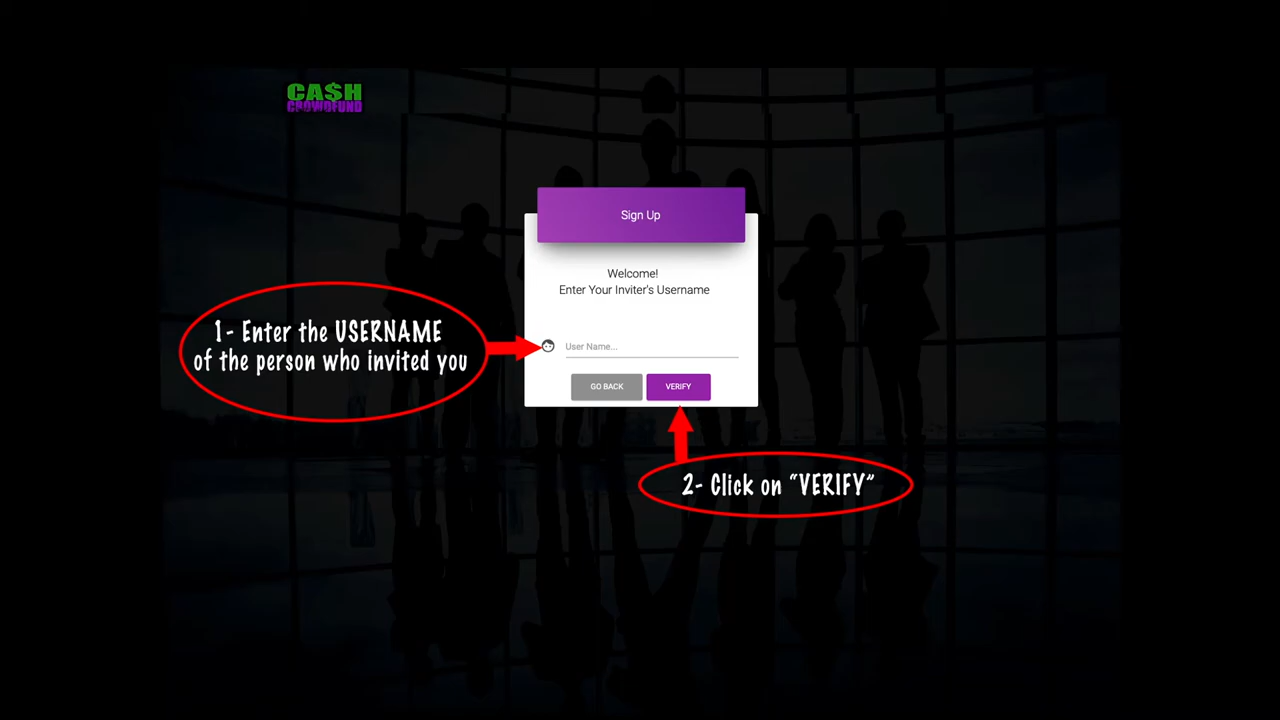 CA$H
CROWDFUND
Sign Up
Welcome!
Enter Your Inviter's Username
1- Enter the USERNAME
of the person who invited you
User Name...
GO BACK
VERIFY
2- Click on “VERIFY”